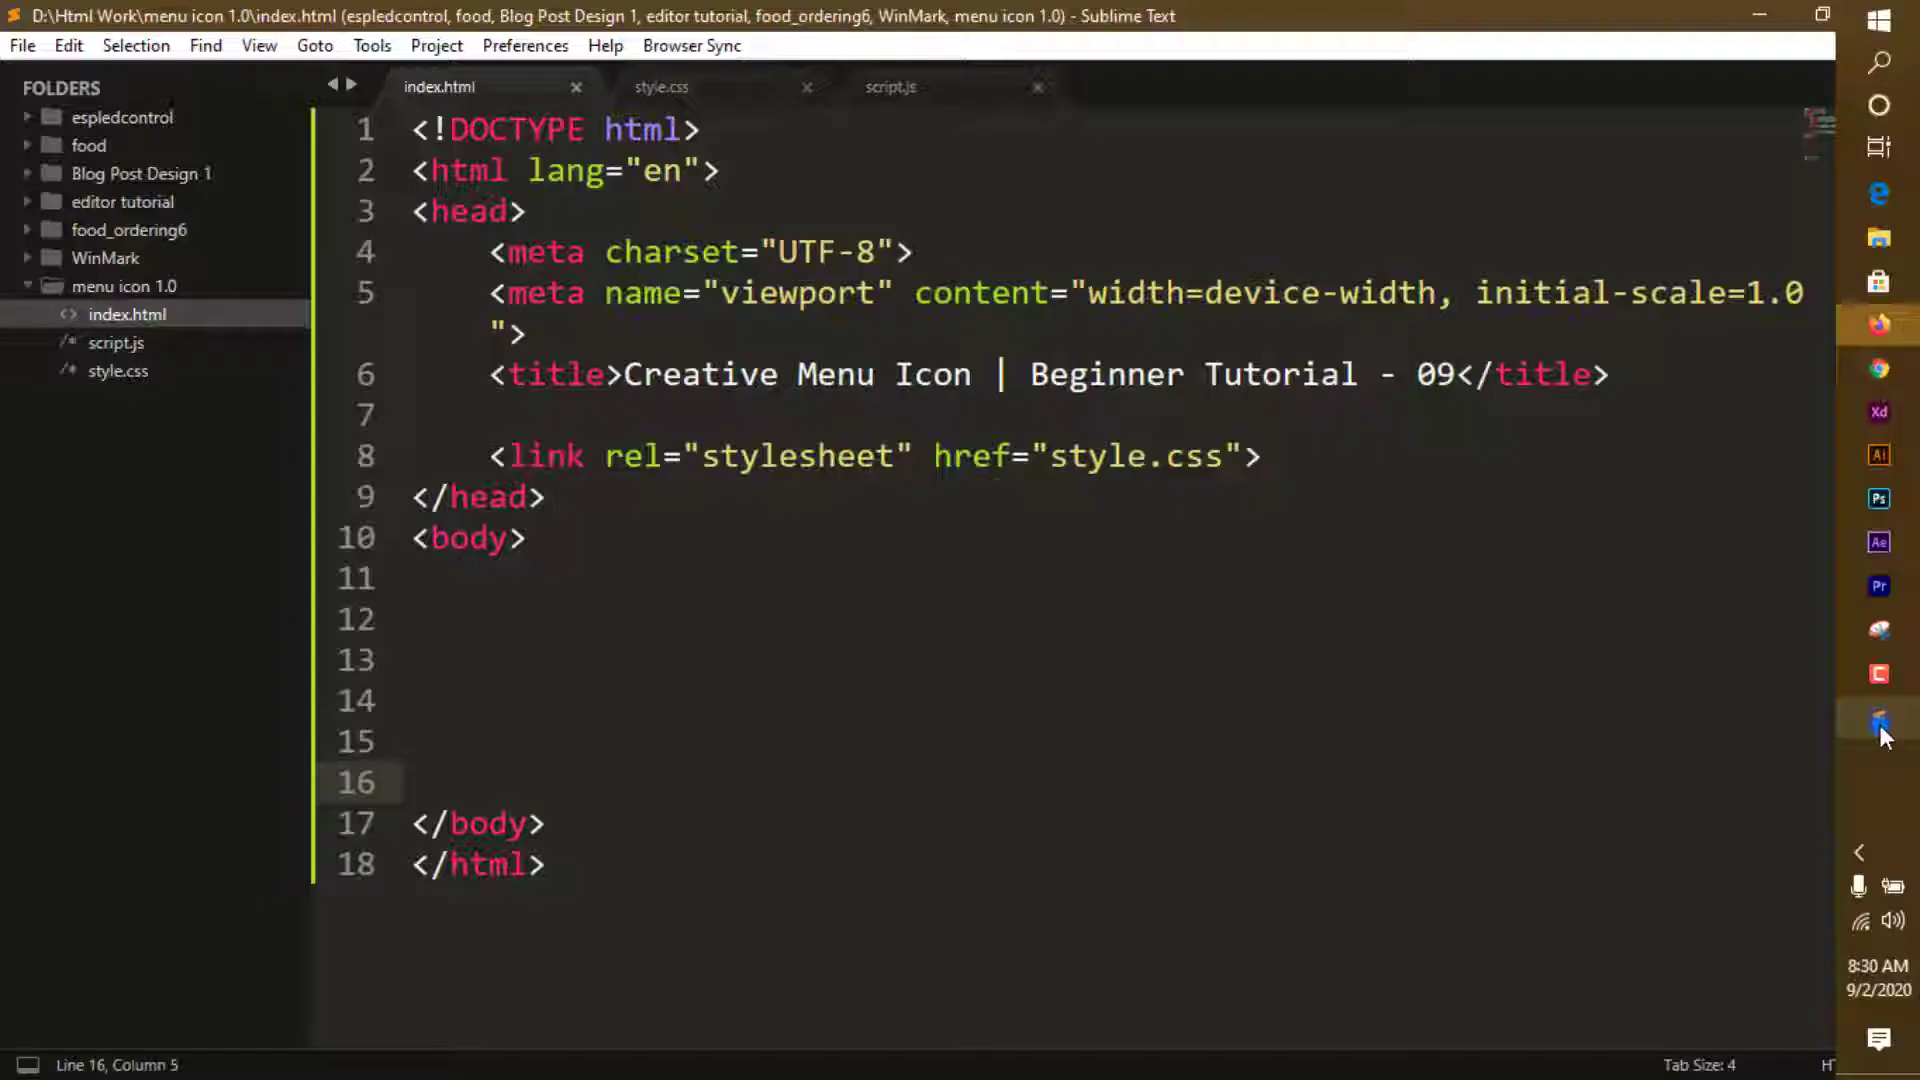 D:\Html Work\menu icon 1.0\index.html (espledcontrol, food, Blog Post Design 1, editor tutorial, food_ordering6, WinMark, menu icon 1.0) - Sublime Text
File Edit Selection Find View Goto Tools Project Preferences Help Browser Sync
FOLDERS
espledcontrol
food
Blog Post Design 1
editor tutorial
food_ordering6
WinMark
menu icon 1.0
index.html
script.js
style.css
index.html style.css script.js
1 <!DOCTYPE html>
2 <html lang="en">
3 <head>
4 <meta charset="UTF-8">
5 <meta name="viewport" content="width=device-width, initial-scale=1.0
">
6 <title>Creative Menu Icon | Beginner Tutorial - 09</title>
7
8 <link rel="stylesheet" href="style.css">
9 </head>
10 <body>
11
12
13
14
15
16
17 </body>
18 </html>
Xd
Ai
Ps
Ae
Pr
C
8:30 AM
9/2/2020
Line 16, Column 5
Tab Size: 4